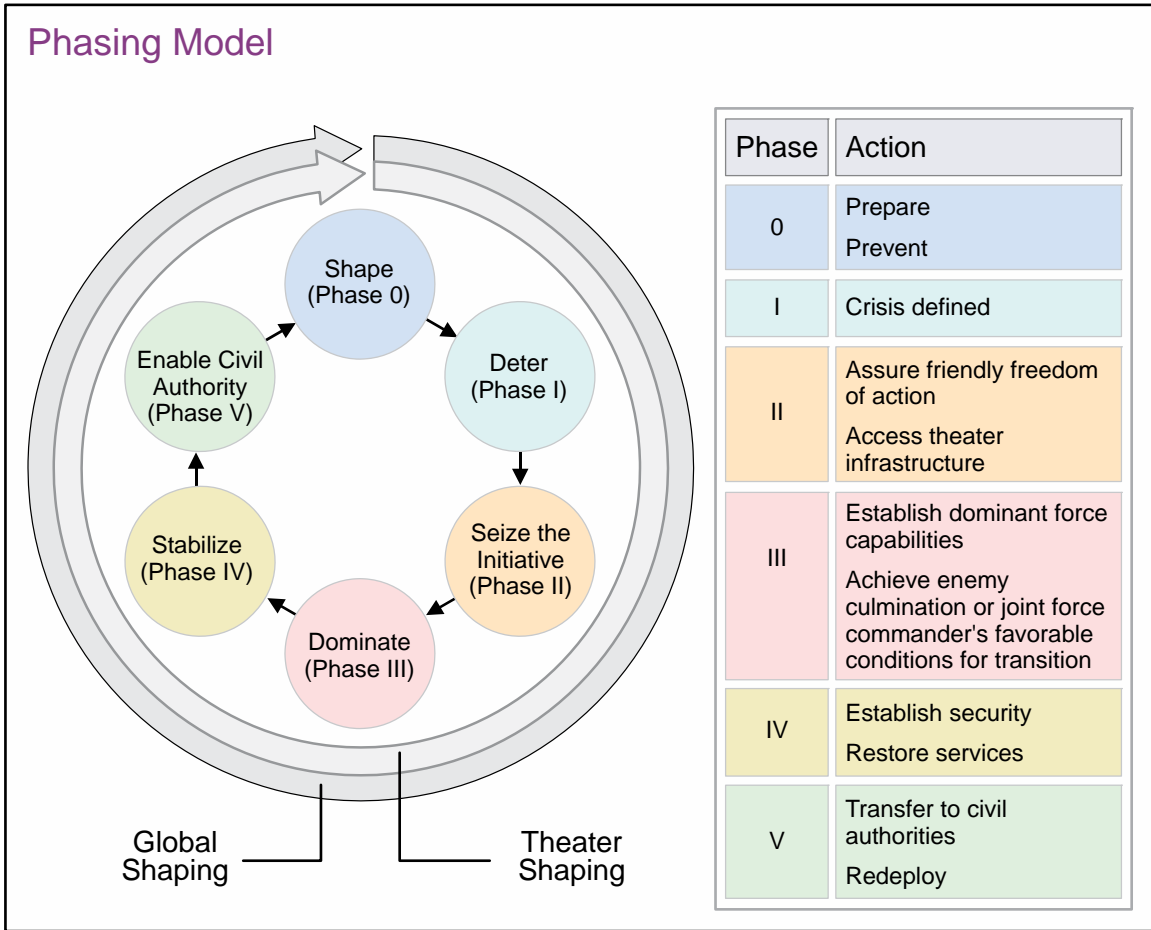 Phasing Model
Shape
(Phase 0)
Deter
(Phase I)
Seize the
Initiative
(Phase II)
Dominate
(Phase III)
Stabilize
(Phase IV)
Enable Civil
Authority
(Phase V)
Global
Shaping
Theater
Shaping
Phase
Action
0
Prepare
Prevent
I
Crisis defined
II
Assure friendly freedom
of action
Access theater
infrastructure
III
Establish dominant force
capabilities
Achieve enemy
culmination or joint force
commander's favorable
conditions for transition
IV
Establish security
Restore services
V
Transfer to civil
authorities
Redeploy